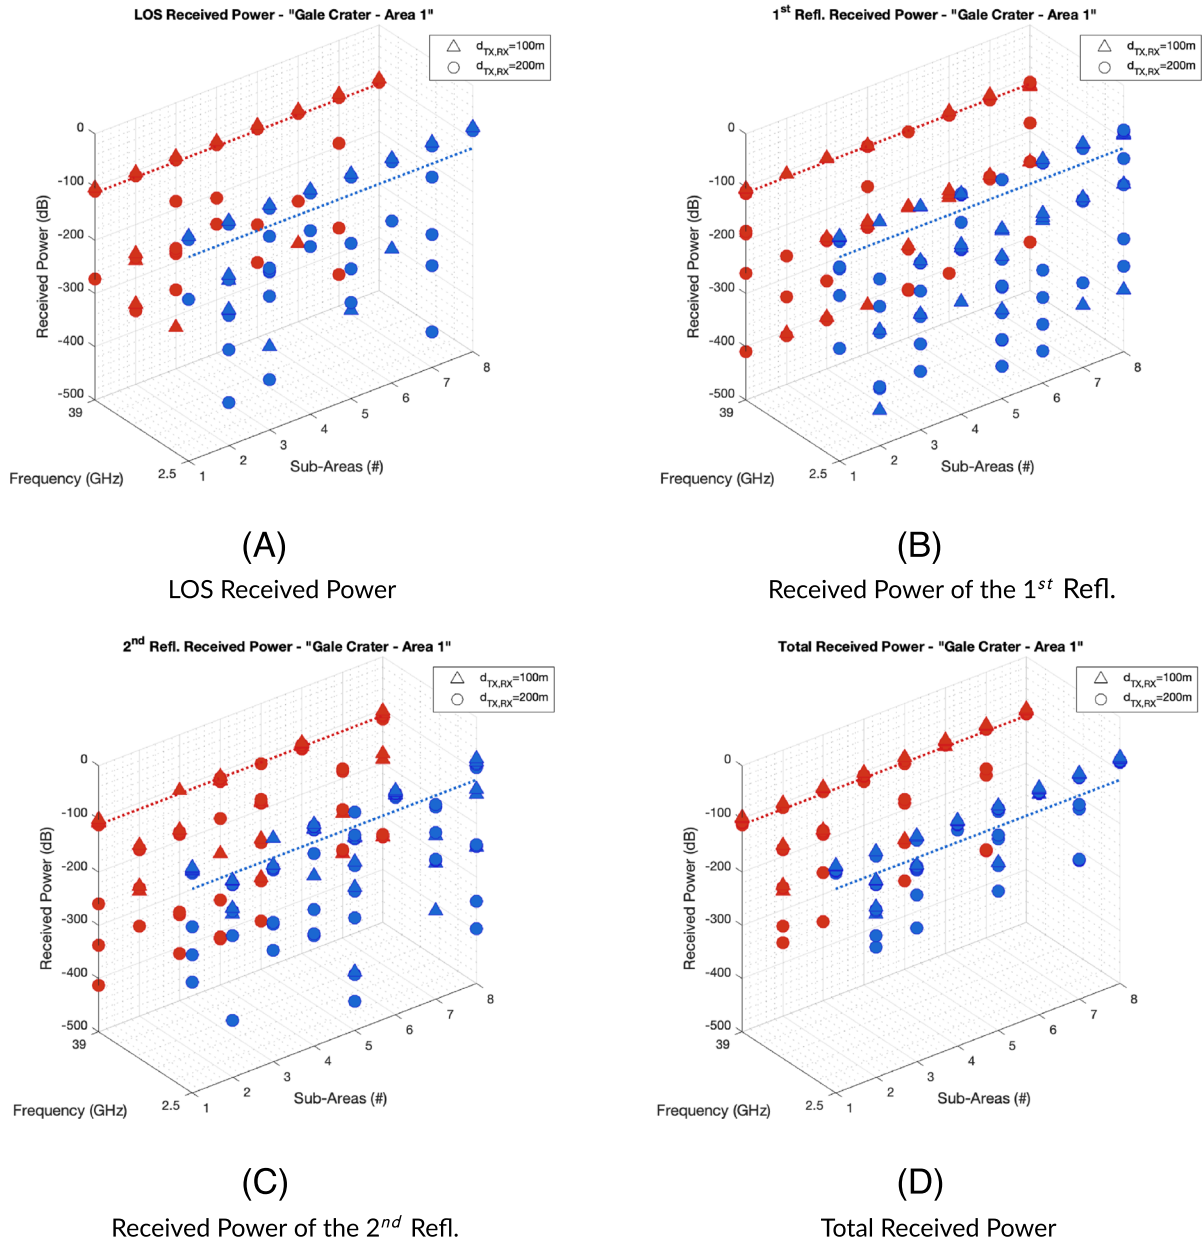 LOS Received Power - "Gale Crater - Area 1"
d_TX,RX=100m
d_TX,RX=200m
0
-100
-200
-300
-400
-500
Received Power (dB)
39
2.5
Frequency (GHz)
1
2
3
4
5
6
7
8
Sub-Areas (#)
(A)
LOS Received Power
1st Refl. Received Power - "Gale Crater - Area 1"
d_TX,RX=100m
d_TX,RX=200m
0
-100
-200
-300
-400
-500
Received Power (dB)
39
2.5
Frequency (GHz)
1
2
3
4
5
6
7
8
Sub-Areas (#)
(B)
Received Power of the 1st Refl.
2nd Refl. Received Power - "Gale Crater - Area 1"
d_TX,RX=100m
d_TX,RX=200m
0
-100
-200
-300
-400
-500
Received Power (dB)
39
2.5
Frequency (GHz)
1
2
3
4
5
6
7
8
Sub-Areas (#)
(C)
Received Power of the 2nd Refl.
Total Received Power - "Gale Crater - Area 1"
d_TX,RX=100m
d_TX,RX=200m
0
-100
-200
-300
-400
-500
Received Power (dB)
39
2.5
Frequency (GHz)
1
2
3
4
5
6
7
8
Sub-Areas (#)
(D)
Total Received Power